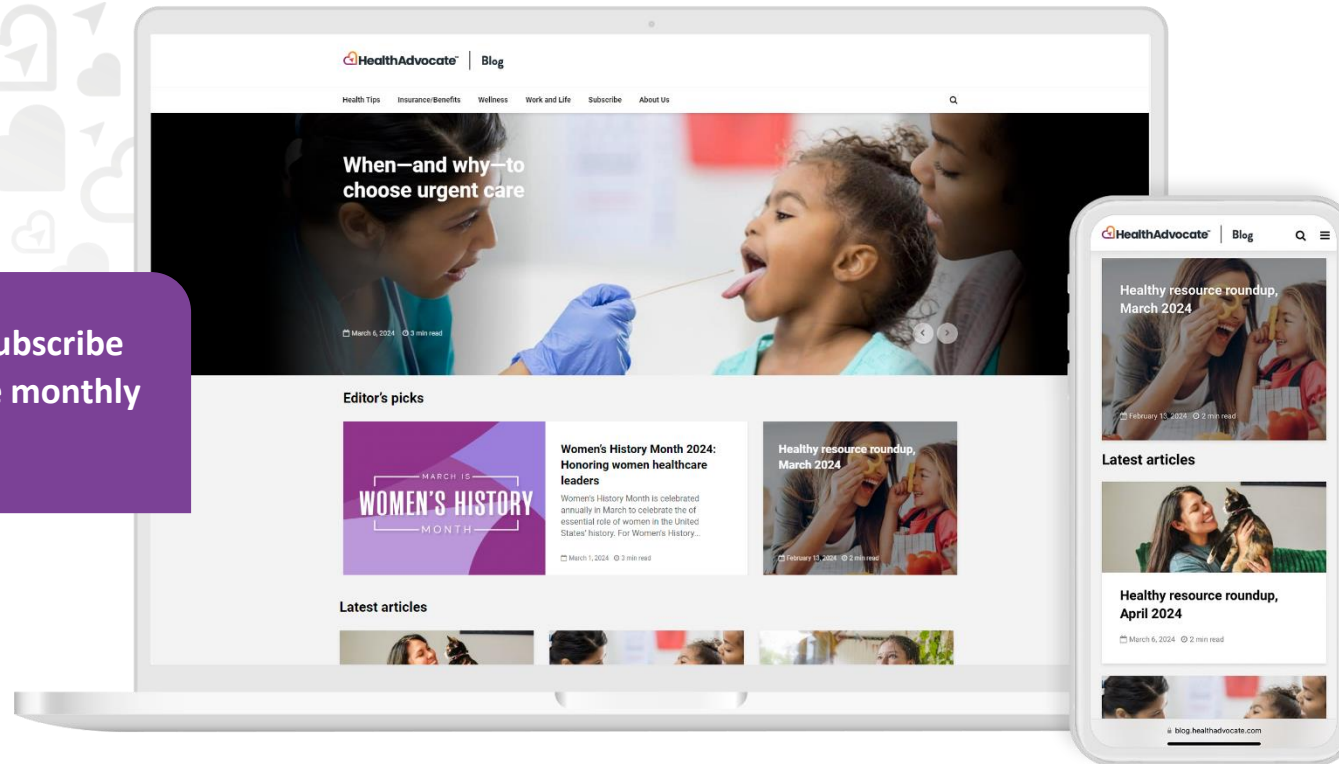 ubscribe
e monthly
HealthAdvocate™ | Blog
Health Tips Insurance/Benefits Wellness Work and Life Subscribe About Us
When—and why—to
choose urgent care
March 6, 2024 3 min read
Editor's picks
MARCH IS
WOMEN'S HISTORY
MONTH
Women's History Month 2024:
Honoring women healthcare
leaders
Women's History Month is celebrated
annually in March to celebrate the of
essential role of women in the United
States' history. For Women's History...
March 1, 2024 3 min read
Healthy resource roundup,
March 2024
February 13, 2024 2 min read
Latest articles
HealthAdvocate™ | Blog
Healthy resource roundup,
March 2024
February 13, 2024 2 min read
Latest articles
Healthy resource roundup,
April 2024
March 6, 2024 2 min read
blog.healthadvocate.com